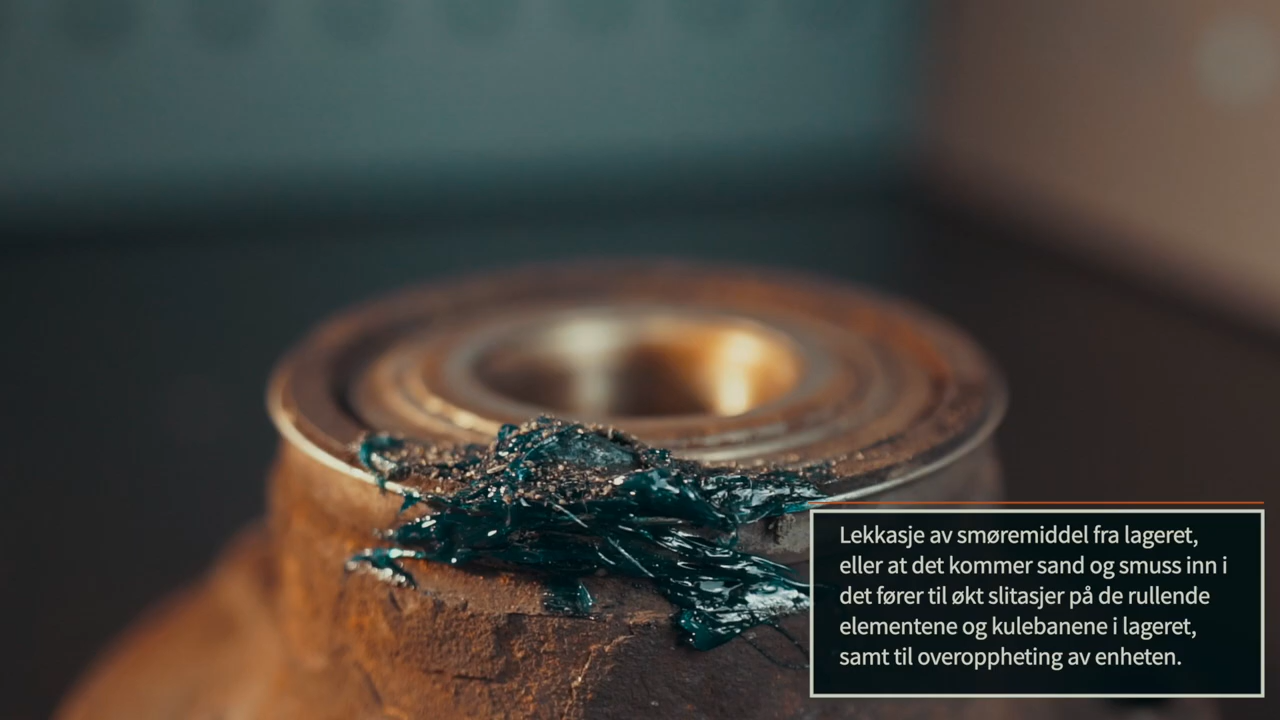 Lekkasje av smøremiddel fra lageret,
eller at det kommer sand og smuss inn i
det fører til økt slitasjer på de rullende
elementene og kulebanene i lageret,
samt til overoppheting av enheten.